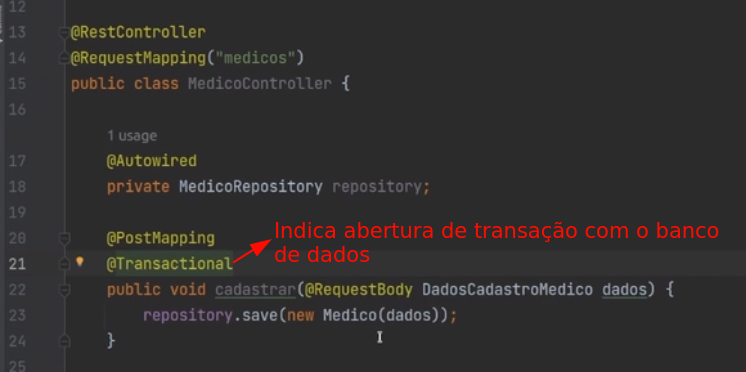 12
13 @RestController
14 @RequestMapping("medicos")
15 public class MedicoController {
16
1 usage
17 @Autowired
18 private MedicoRepository repository;
19
20 @PostMapping
21 @Transactional
22 public void cadastrar(@RequestBody DadosCadastroMedico dados) {
23 repository.save(new Medico(dados));
24 }
25
Indica abertura de transação com o banco
de dados